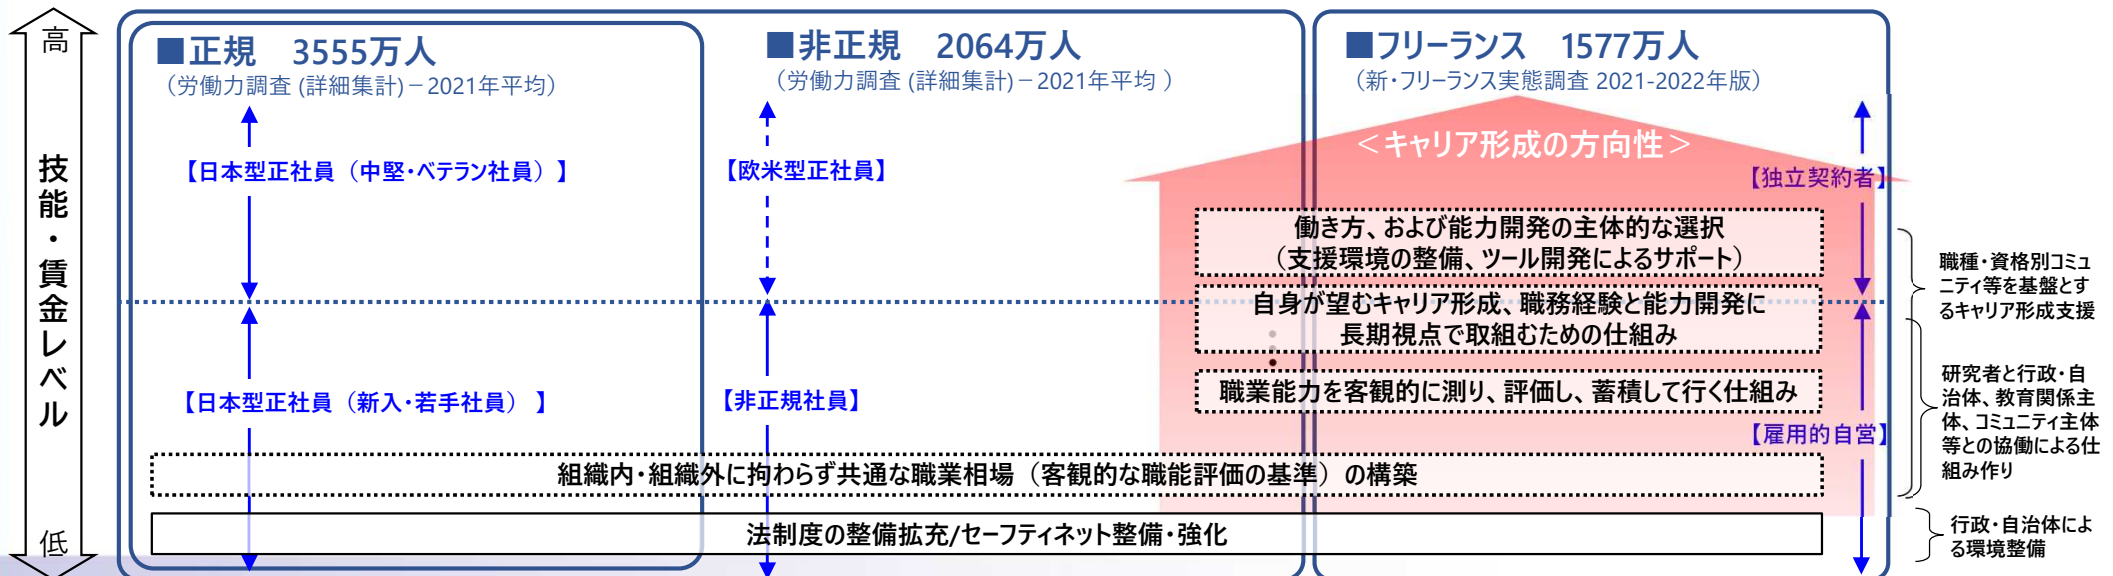 高
技能・賃金レベル
低
■正規 3555万人
（労働力調査 (詳細集計)－2021年平均）
■非正規 2064万人
（労働力調査 (詳細集計)－2021年平均 ）
■フリーランス 1577万人
（新・フリーランス実態調査 2021-2022年版）
＜キャリア形成の方向性＞
【日本型正社員（中堅・ベテラン社員）】
【欧米型正社員】
【独立契約者】
働き方、および能力開発の主体的な選択
（支援環境の整備、ツール開発によるサポート）
自身が望むキャリア形成、職務経験と能力開発に
長期視点で取組むための仕組み
職業能力を客観的に測り、評価し、蓄積して行く仕組み
【日本型正社員（新入・若手社員） 】
【非正規社員】
【雇用的自営】
組織内・組織外に拘わらず共通な職業相場（客観的な職能評価の基準）の構築
法制度の整備拡充/セーフティネット整備・強化
職種・資格別コミュ
ニティ等を基盤とす
るキャリア形成支援
研究者と行政・自
治体、教育関係主
体、コミュニティ主体
等との協働による仕
組み作り
行政・自治体によ
る環境整備